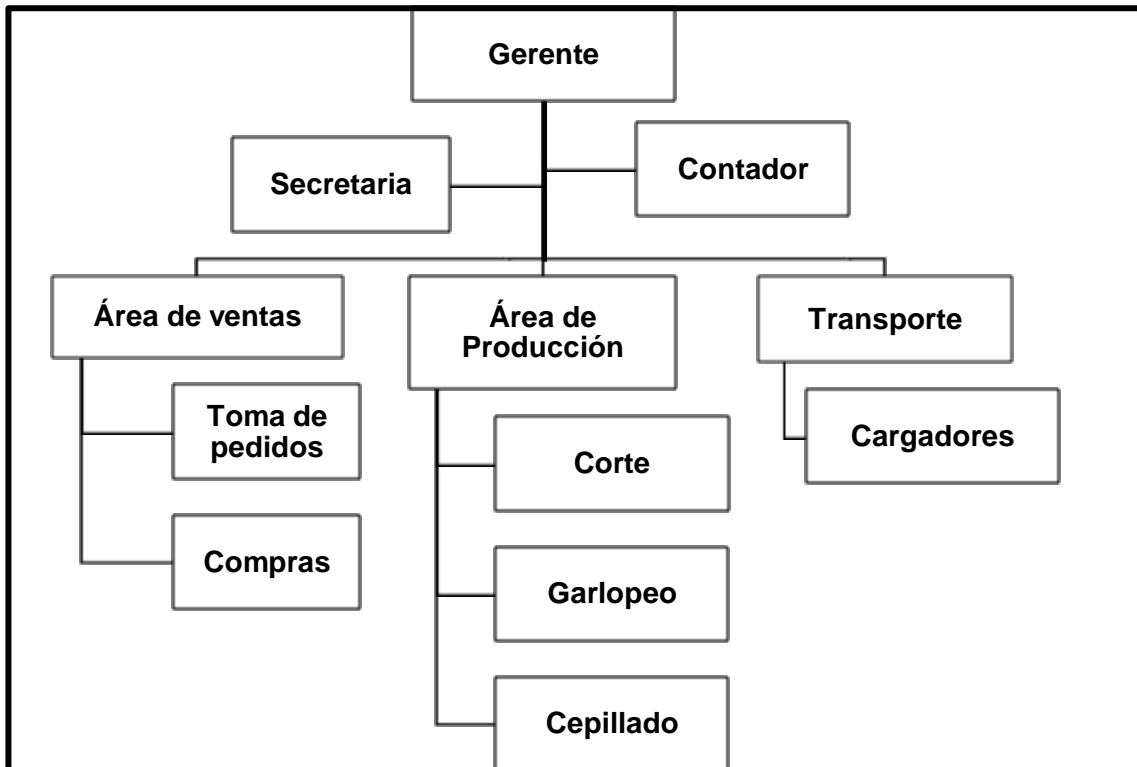 Gerente
Secretaria
Contador
Área de ventas
Área de
Producción
Transporte
Toma de
pedidos
Cargadores
Corte
Compras
Garlopeo
Cepillado